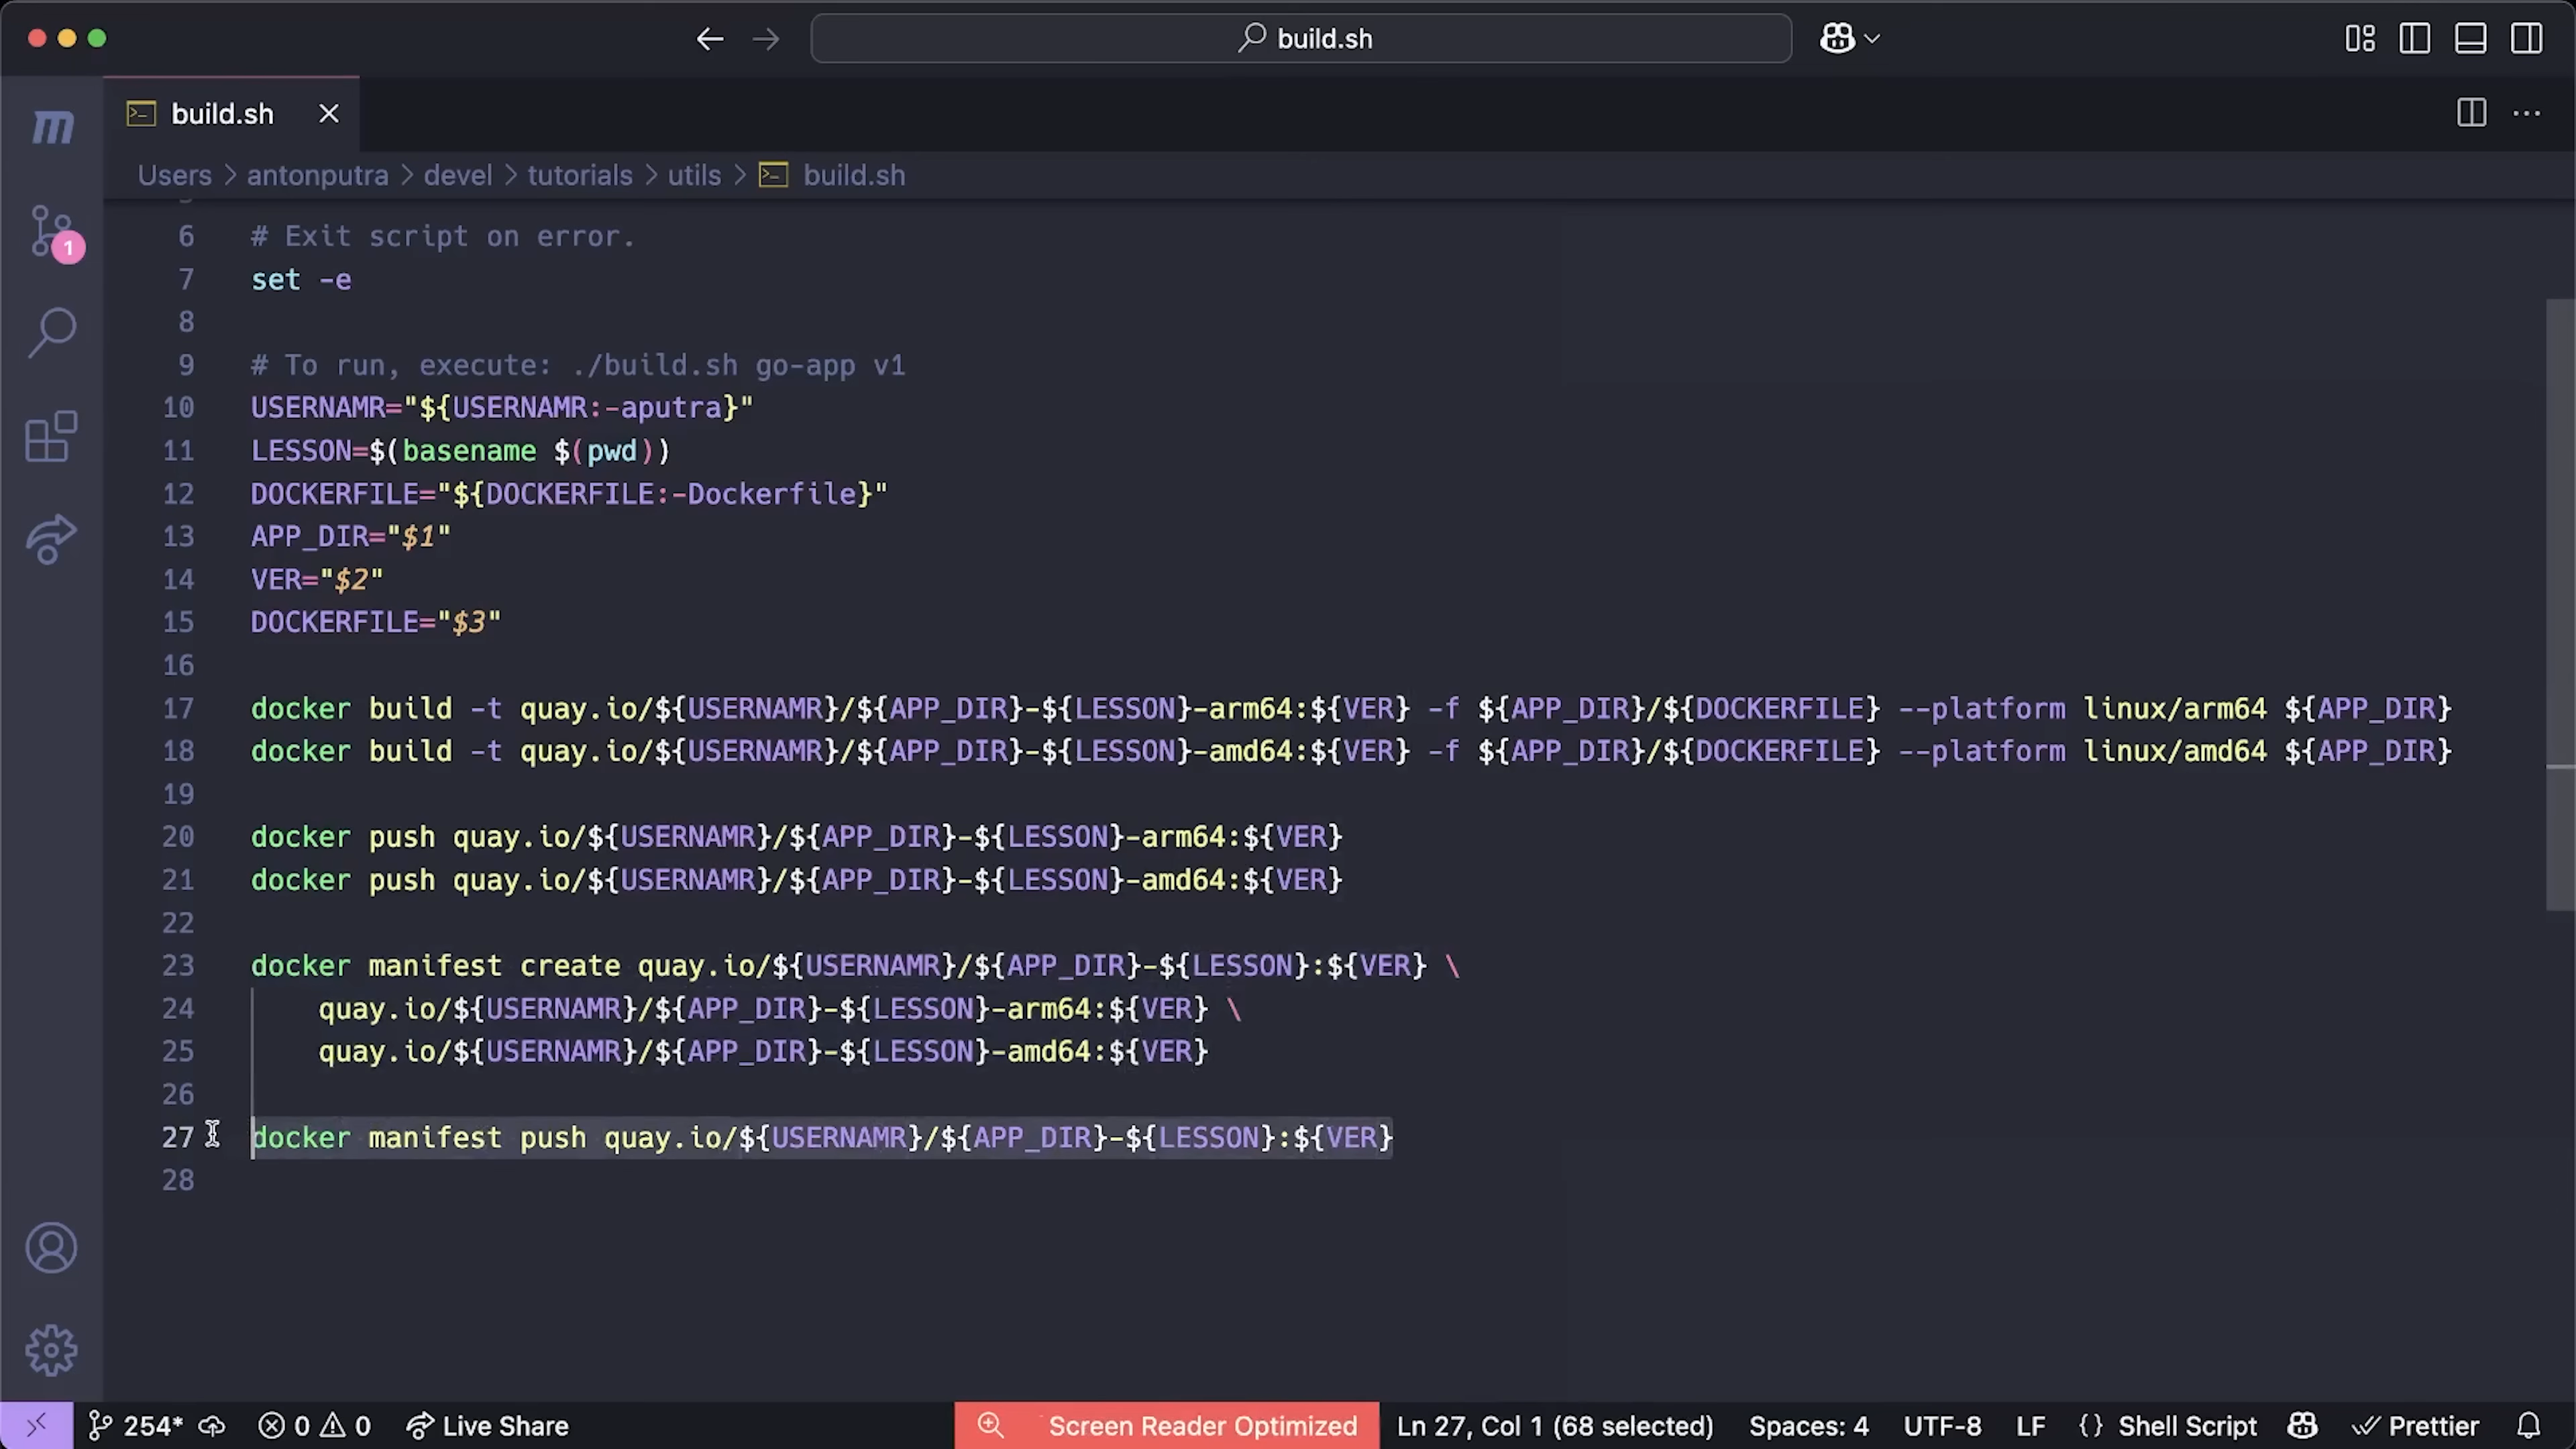 build.sh
m
build.sh
Users > antonputra > devel > tutorials > utils > build.sh
1
6 # Exit script on error.
7 set -e
8
9 # To run, execute: ./build.sh go-app v1
10 USERNAMR="${USERNAMR:-aputra}"
11 LESSON=$(basename $(pwd))
12 DOCKERFILE="${DOCKERFILE:-Dockerfile}"
13 APP_DIR="$1"
14 VER="$2"
15 DOCKERFILE="$3"
16
17 docker build -t quay.io/${USERNAMR}/${APP_DIR}-${LESSON}-arm64:${VER} -f ${APP_DIR}/${DOCKERFILE} --platform linux/arm64 ${APP_DIR}
18 docker build -t quay.io/${USERNAMR}/${APP_DIR}-${LESSON}-amd64:${VER} -f ${APP_DIR}/${DOCKERFILE} --platform linux/amd64 ${APP_DIR}
19
20 docker push quay.io/${USERNAMR}/${APP_DIR}-${LESSON}-arm64:${VER}
21 docker push quay.io/${USERNAMR}/${APP_DIR}-${LESSON}-amd64:${VER}
22
23 docker manifest create quay.io/${USERNAMR}/${APP_DIR}-${LESSON}:${VER} \
24 quay.io/${USERNAMR}/${APP_DIR}-${LESSON}-arm64:${VER} \
25 quay.io/${USERNAMR}/${APP_DIR}-${LESSON}-amd64:${VER}
26
27 docker manifest push quay.io/${USERNAMR}/${APP_DIR}-${LESSON}:${VER}
28
254* 0 0 Live Share Screen Reader Optimized Ln 27, Col 1 (68 selected) Spaces: 4 UTF-8 LF {} Shell Script Prettier